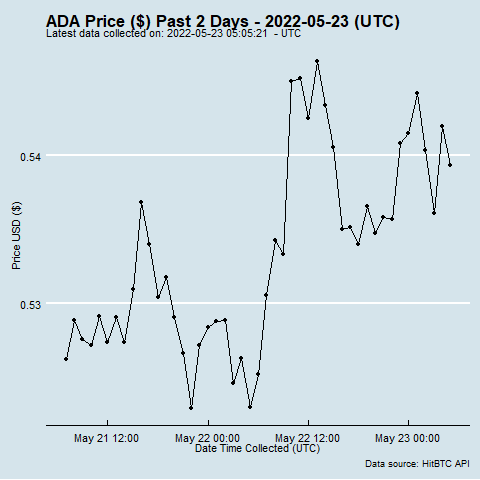 ADA Price ($) Past 2 Days - 2022-05-23 (UTC)
Latest data collected on: 2022-05-23 05:05:21  - UTC
0.54
Price USD ($)
0.53
May 21 12:00
May 22 00:00
May 22 12:00
May 23 00:00
Date Time Collected (UTC)
Data source: HitBTC API